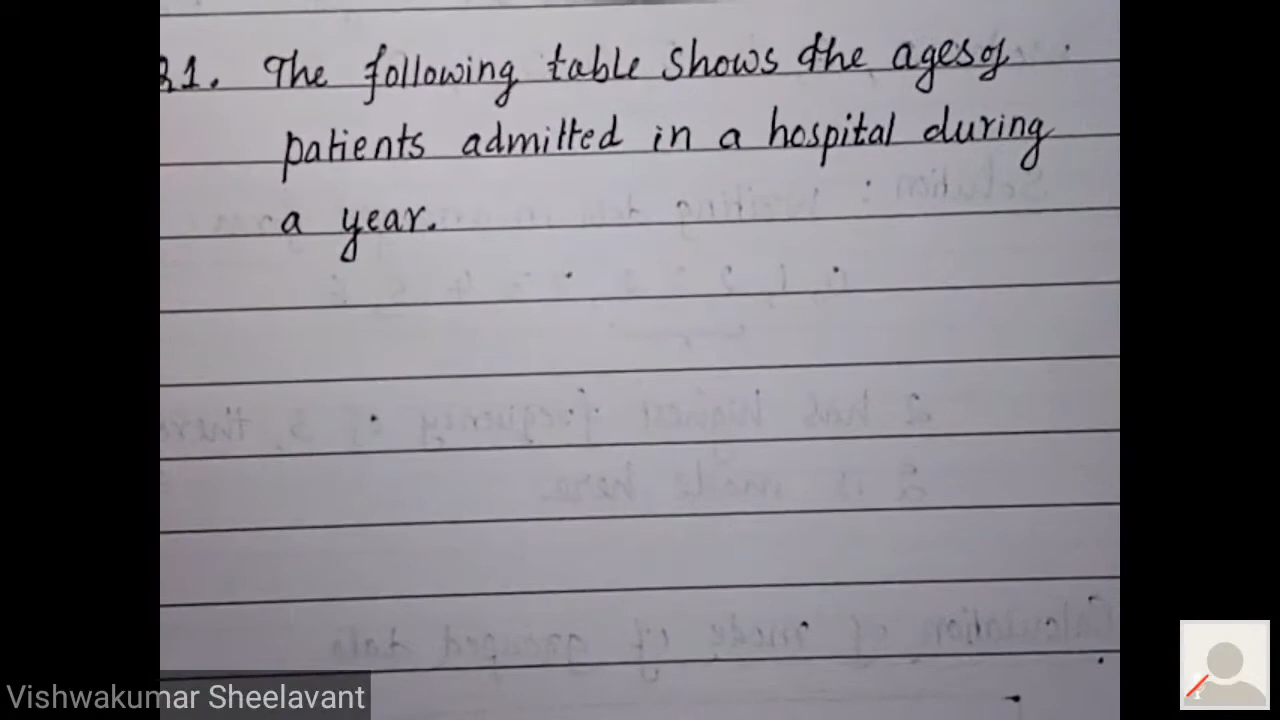 1. The following table shows the ages of
patients admitted in a hospital during
a year.
Vishwakumar Sheelavant